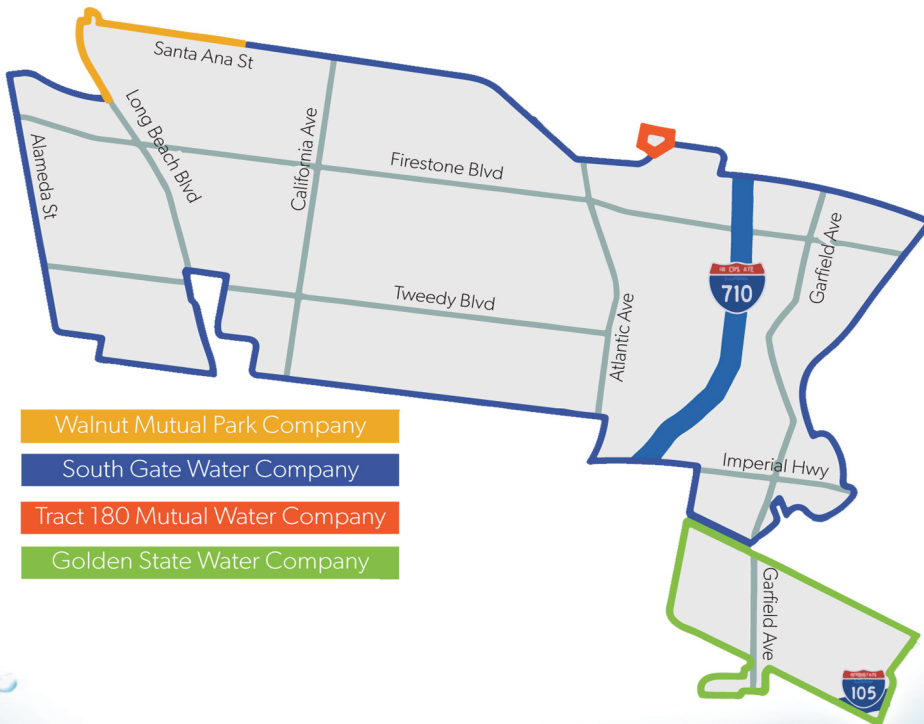 Santa Ana St
Long Beach Blvd
California Ave
Alameda St
Firestone Blvd
Garfield Ave
710
Tweedy Blvd
Atlantic Ave
Walnut Mutual Park Company
South Gate Water Company
Imperial Hwy
Tract 180 Mutual Water Company
Golden State Water Company
Garfield Ave
105